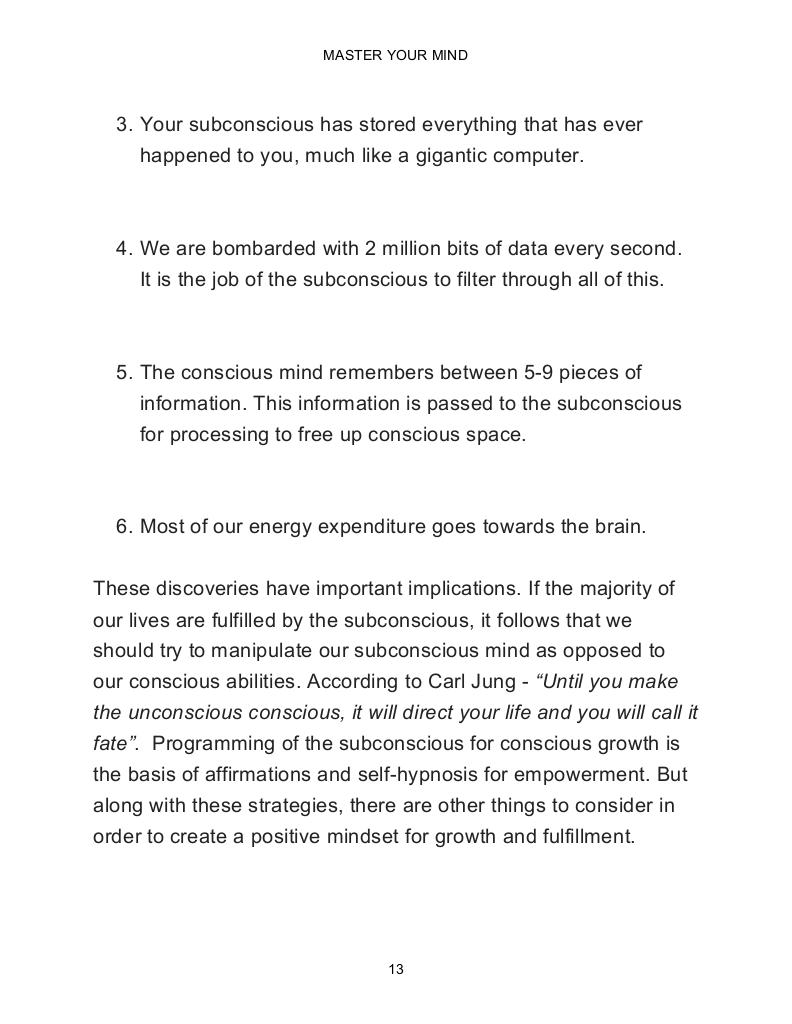 MASTER YOUR MIND
3. Your subconscious has stored everything that has ever
happened to you, much like a gigantic computer.
4. We are bombarded with 2 million bits of data every second.
It is the job of the subconscious to filter through all of this.
5. The conscious mind remembers between 5-9 pieces of
information. This information is passed to the subconscious
for processing to free up conscious space.
6. Most of our energy expenditure goes towards the brain.
These discoveries have important implications. If the majority of
our lives are fulfilled by the subconscious, it follows that we
should try to manipulate our subconscious mind as opposed to
our conscious abilities. According to Carl Jung - “Until you make
the unconscious conscious, it will direct your life and you will call it
fate”.  Programming of the subconscious for conscious growth is
the basis of affirmations and self-hypnosis for empowerment. But
along with these strategies, there are other things to consider in
order to create a positive mindset for growth and fulfillment.
13